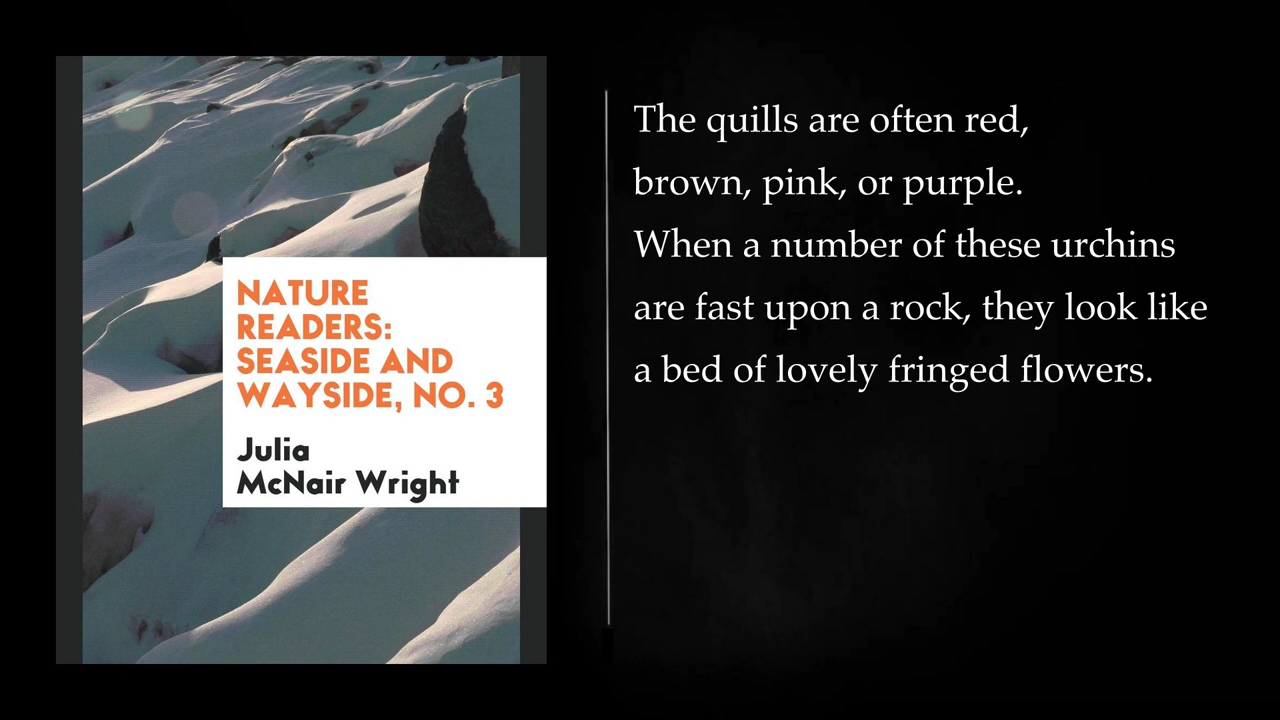 NATURE
READERS:
SEASIDE AND
WAYSIDE, NO. 3
Julia
McNair Wright
The quills are often red,
brown, pink, or purple.
When a number of these urchins
are fast upon a rock, they look like
a bed of lovely fringed flowers.